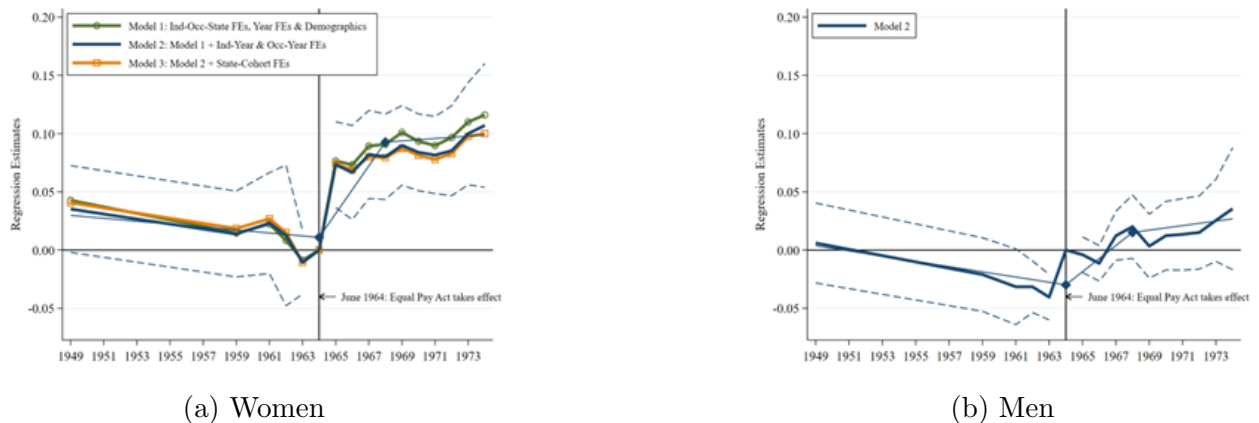 0.20
0.15
0.10
0.05
0.00
-0.05
Regression Estimates
Model 1: Ind-Occ-State FEs, Year FEs & Demographics
Model 2: Model 1 + Ind-Year & Occ-Year FEs
Model 3: Model 2 + State-Cohort FEs
June 1964: Equal Pay Act takes effect
1949 1951 1953 1955 1957 1959 1961 1963 1965 1967 1969 1971 1973
(a) Women
0.20
0.15
0.10
0.05
0.00
-0.05
Regression Estimates
Model 2
June 1964: Equal Pay Act takes effect
1949 1951 1953 1955 1957 1959 1961 1963 1965 1967 1969 1971 1973
(b) Men